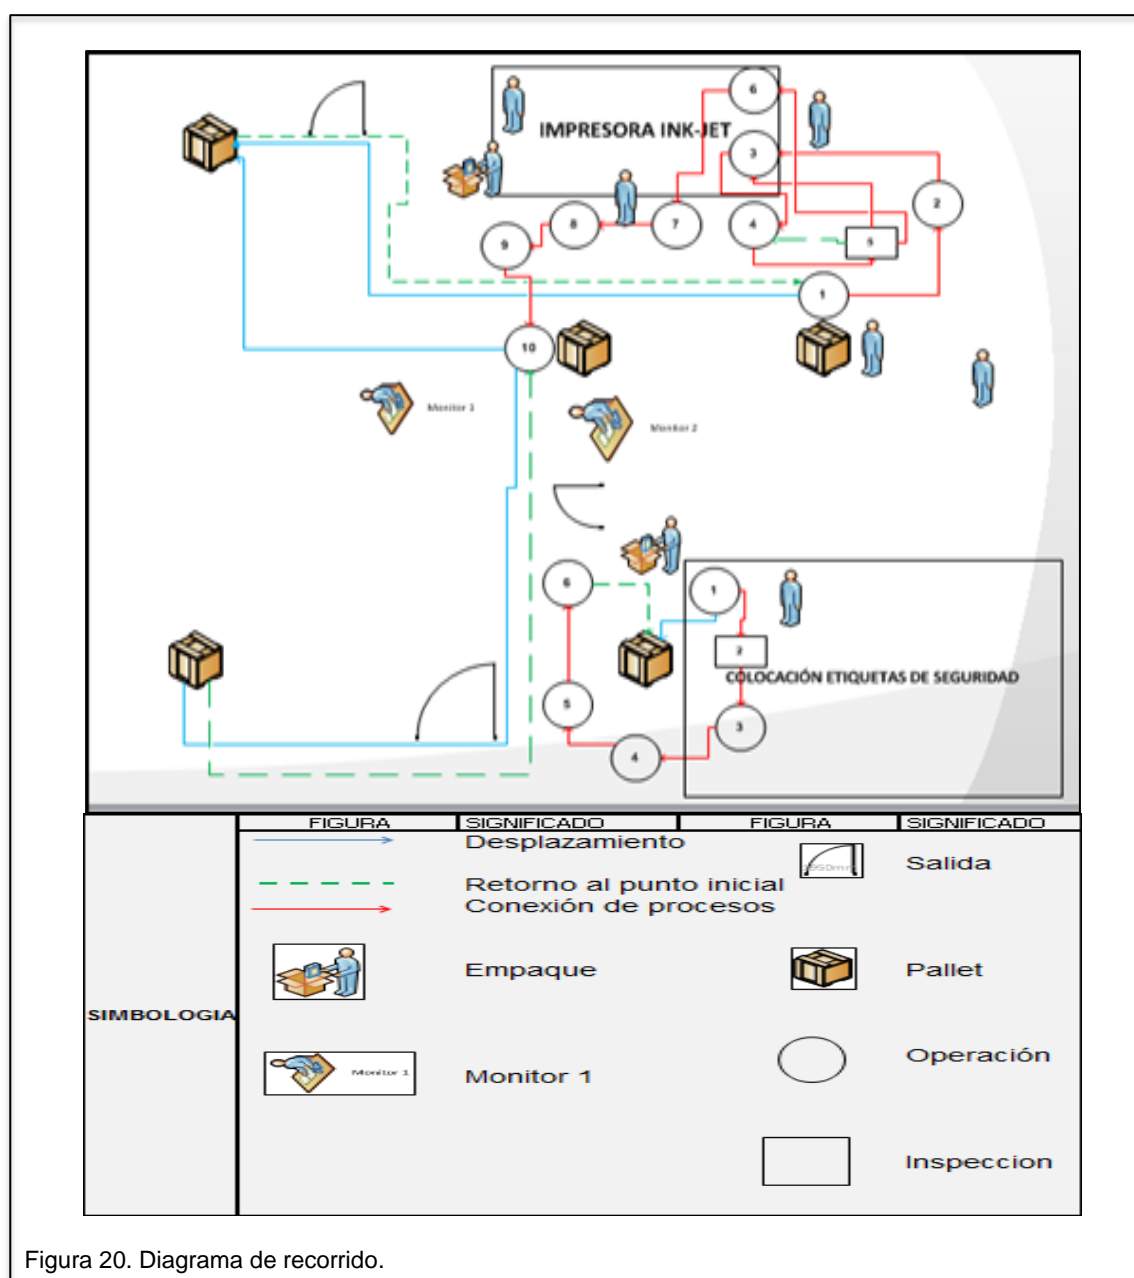 IMPRESORA INK-JET
6
3
2
4
5
7
8
9
1
10
Monitor 1
Monitor 2
6
1
2
COLOCACIÓN ETIQUETAS DE SEGURIDAD
5
3
4
FIGURA SIGNIFICADO FIGURA SIGNIFICADO
Desplazamiento
Salida
Retorno al punto inicial
Conexión de procesos
Empaque
Pallet
SIMBOLOGIA
Operación
Monitor 1
Monitor 1
Inspeccion
Figura 20. Diagrama de recorrido.